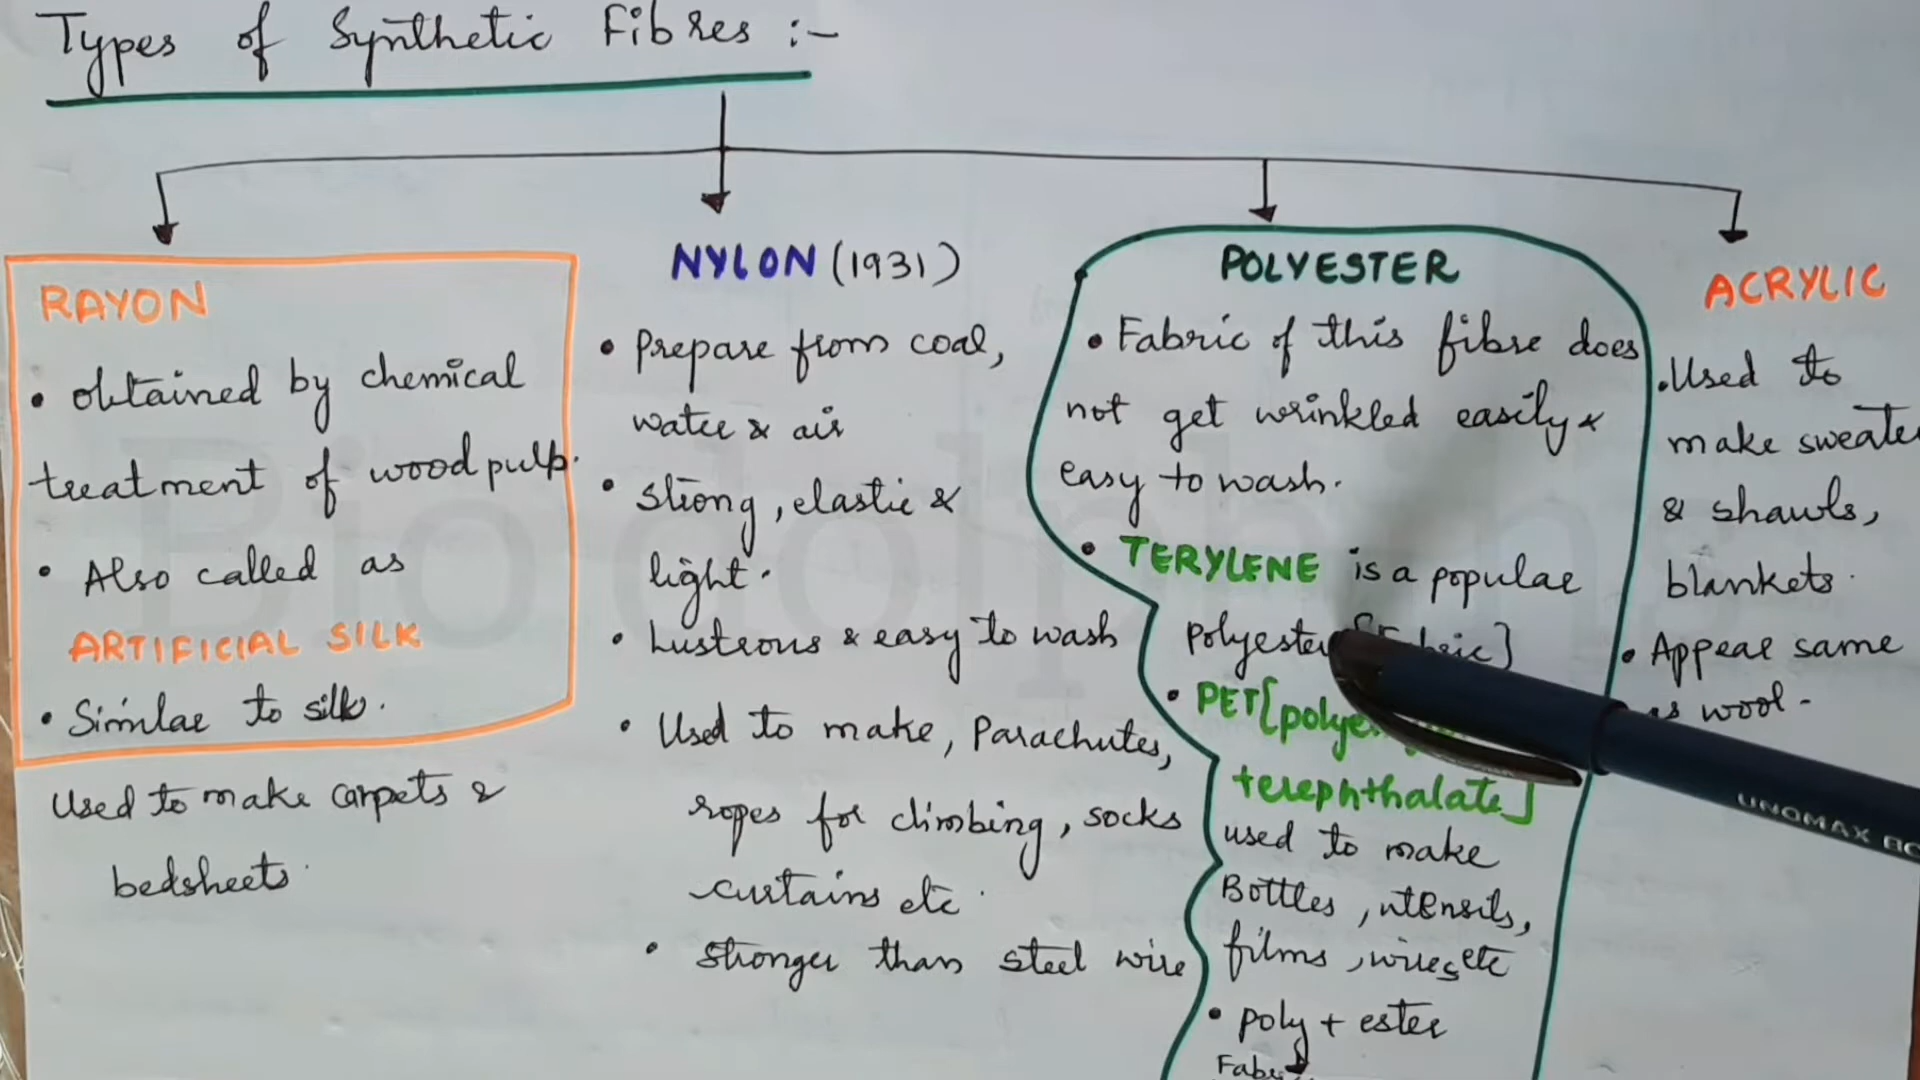 Types of Synthetic Fibres :-
RAYON
• obtained by chemical
treatment of wood pulp.
• Also called as
ARTIFICIAL SILK
• Similar to silk.
Used to make carpets &
bedsheets.
NYLON (1931)
• Prepare from coal,
water & air
• Strong, elastic &
light.
• Lustrous & easy to wash
• Used to make, Parachutes,
ropes for climbing, socks
curtains etc.
• Stronger than steel wire
POLYESTER
• Fabric of this fibre does
not get wrinkled easily &
easy to wash.
• TERYLENE is a popular
polyester
• PET
terephthalate]
used to make
Bottles, utensils,
films, wires etc
• poly + ester
ACRYLIC
• Used to
make
& shawls,
blankets.
• Appear same
as wool.
Biodolphins
UNOMAX